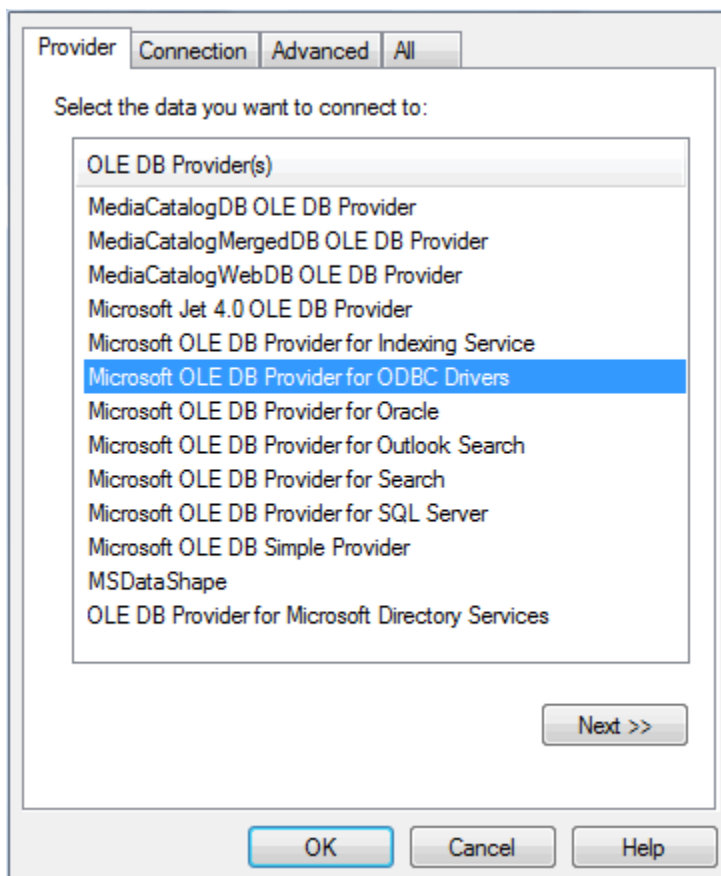 Provider Connection Advanced All
Select the data you want to connect to:
OLE DB Provider(s)
MediaCatalogDB OLE DB Provider
MediaCatalogMergedDB OLE DB Provider
MediaCatalogWebDB OLE DB Provider
Microsoft Jet 4.0 OLE DB Provider
Microsoft OLE DB Provider for Indexing Service
Microsoft OLE DB Provider for ODBC Drivers
Microsoft OLE DB Provider for Oracle
Microsoft OLE DB Provider for Outlook Search
Microsoft OLE DB Provider for Search
Microsoft OLE DB Provider for SQL Server
Microsoft OLE DB Simple Provider
MSDataShape
OLE DB Provider for Microsoft Directory Services
Next >>
OK Cancel Help